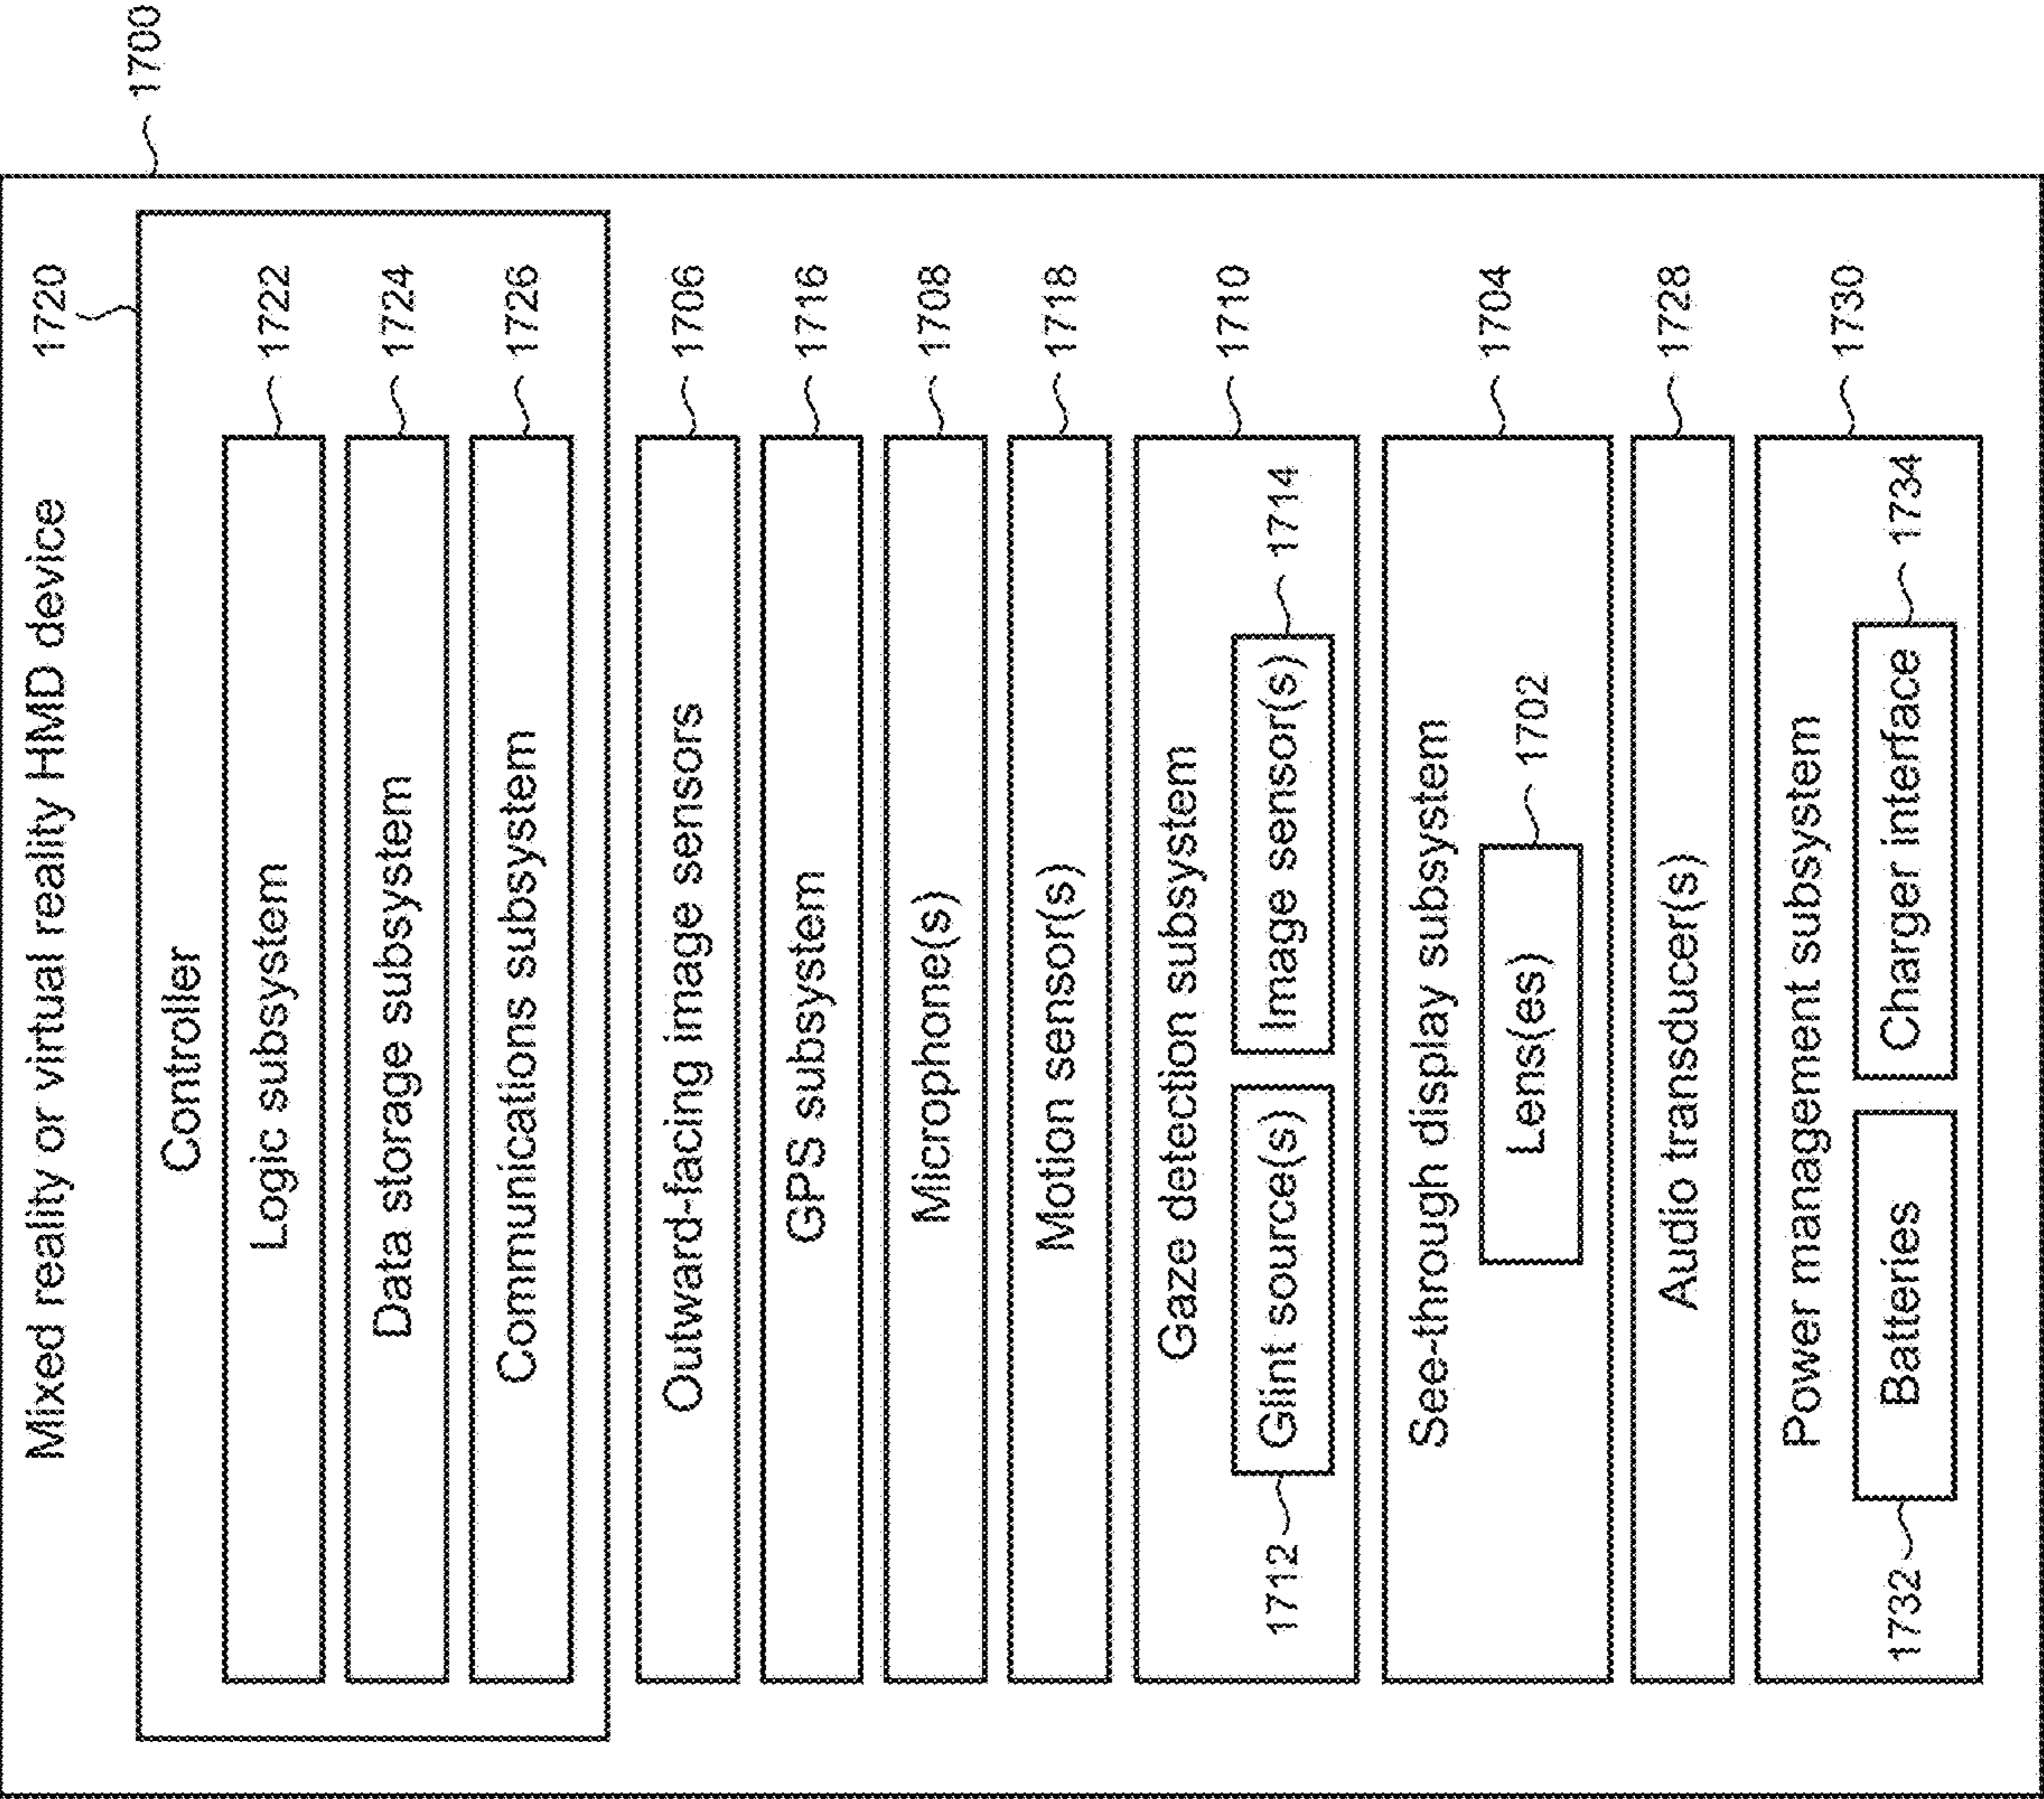 1700
Mixed reality or virtual reality HMD device 1720
Controller
Logic subsystem 1722
Data storage subsystem 1724
Communications subsystem 1726
Outward-facing image sensors 1706
GPS subsystem 1716
Microphone(s) 1708
Motion sensor(s) 1718
Gaze detection subsystem 1710
1712 Glint source(s) Image sensor(s) 1714
See-through display subsystem 1704
Lens(es) 1702
Audio transducer(s) 1728
Power management subsystem 1730
1732 Batteries Charger interface 1734